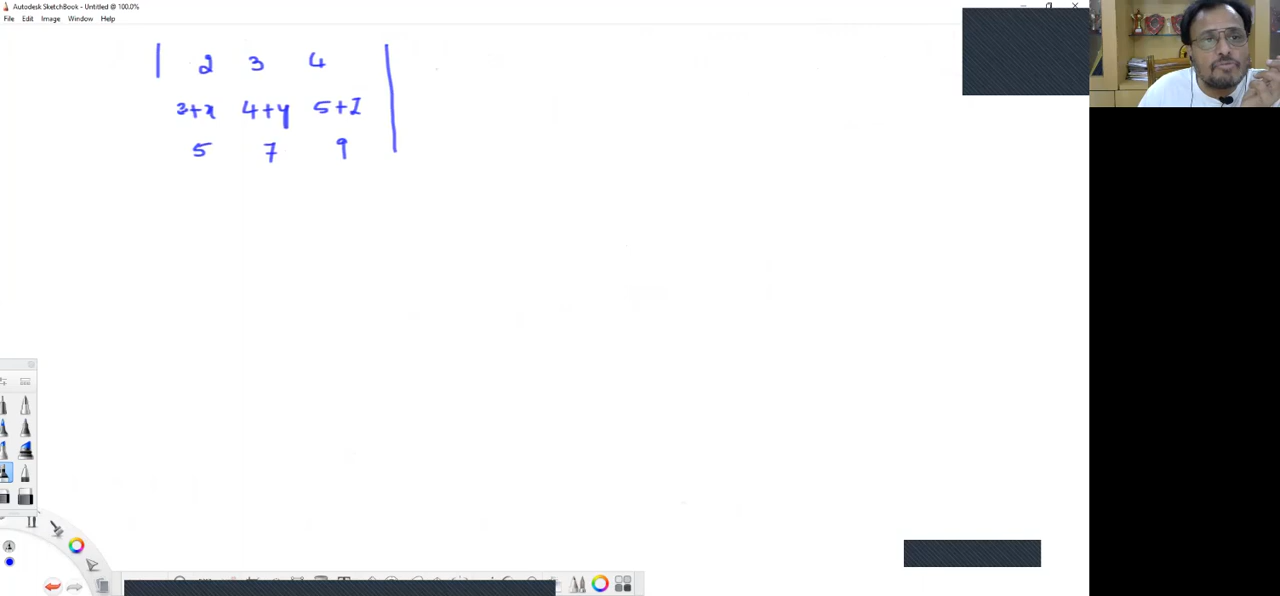 Autodesk SketchBook - Untitled @ 100.0%
File Edit Image Window Help
| 2 3 4 |
3+x 4+y 5+z
5 7 9